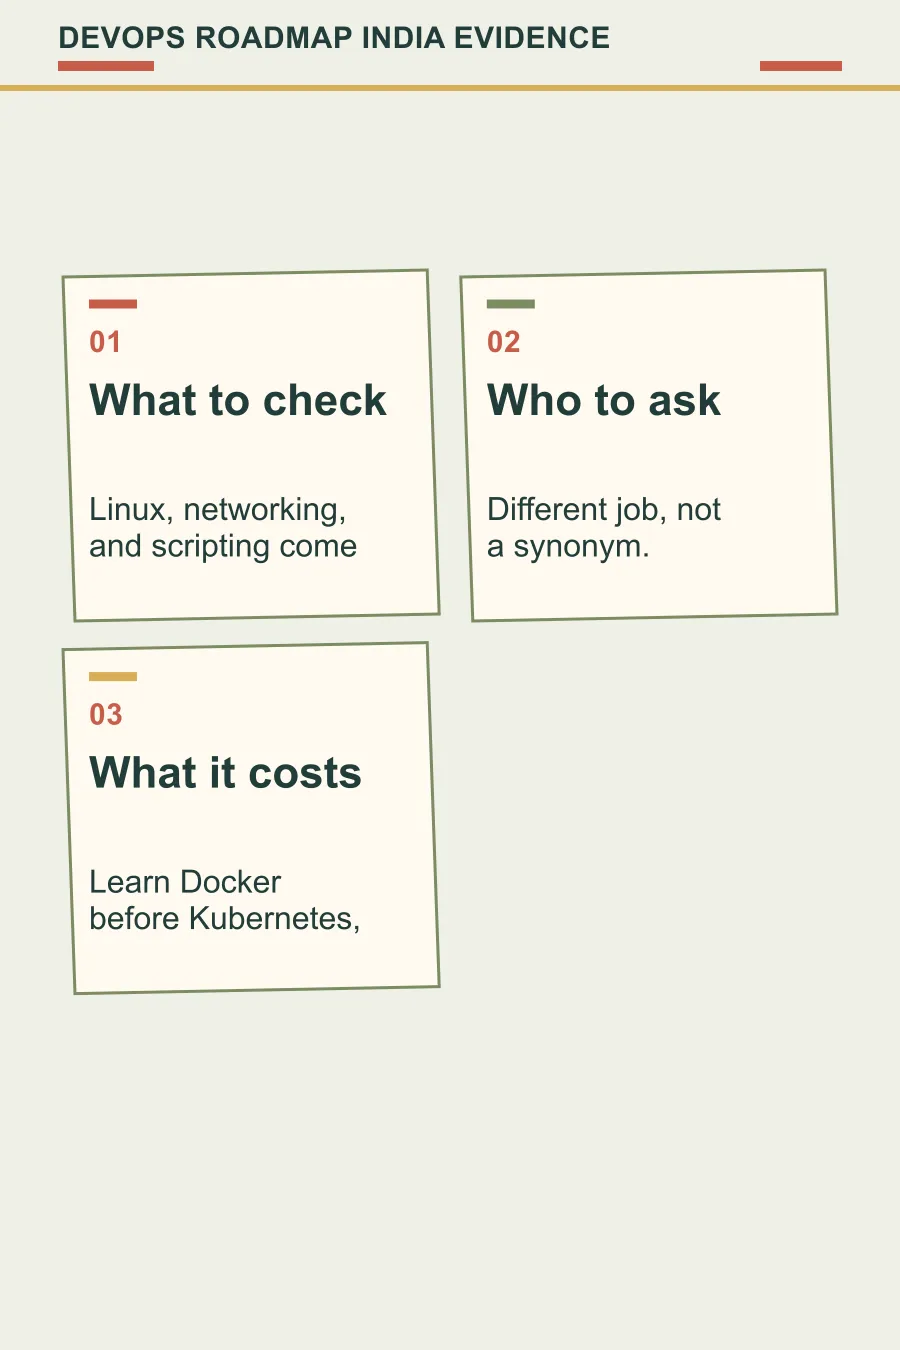 DEVOPS ROADMAP INDIA EVIDENCE
01
What to check
Linux, networking,
and scripting come
02
Who to ask
Different job, not
a synonym.
03
What it costs
Learn Docker
before Kubernetes,